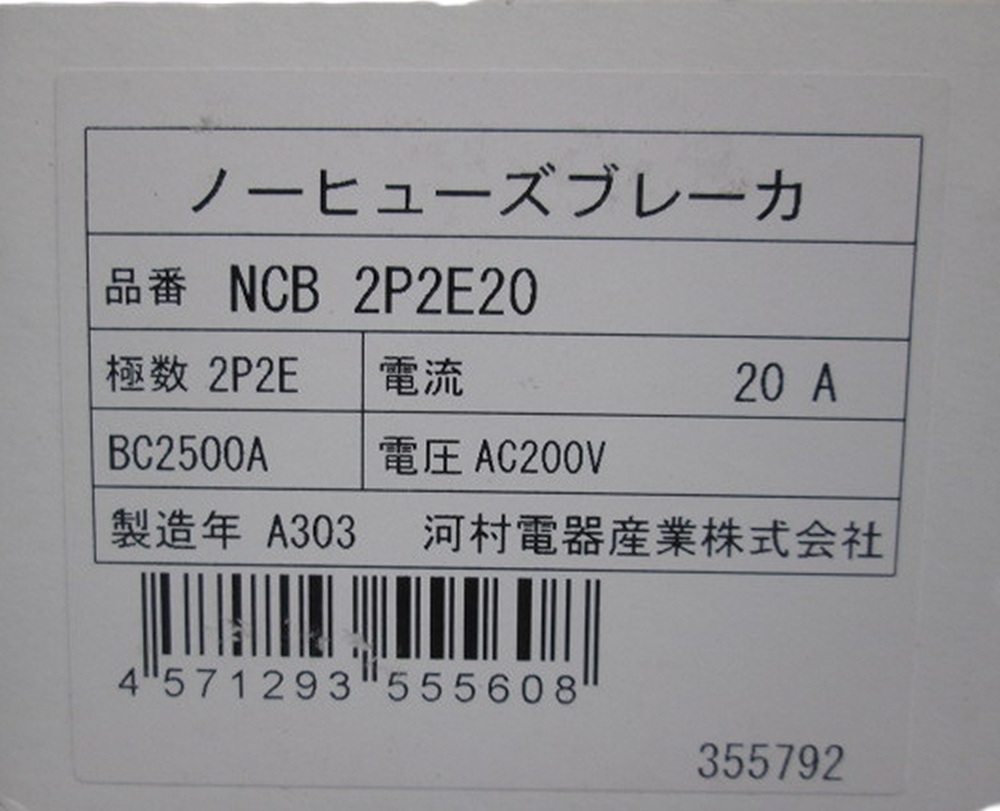 ノーヒューズブレーカ
品番 NCB 2P2E20
極数 2P2E 電流 20 A
BC2500A 電圧 AC200V
製造年 A303 河村電器産業株式会社
4 571293 555608
355792